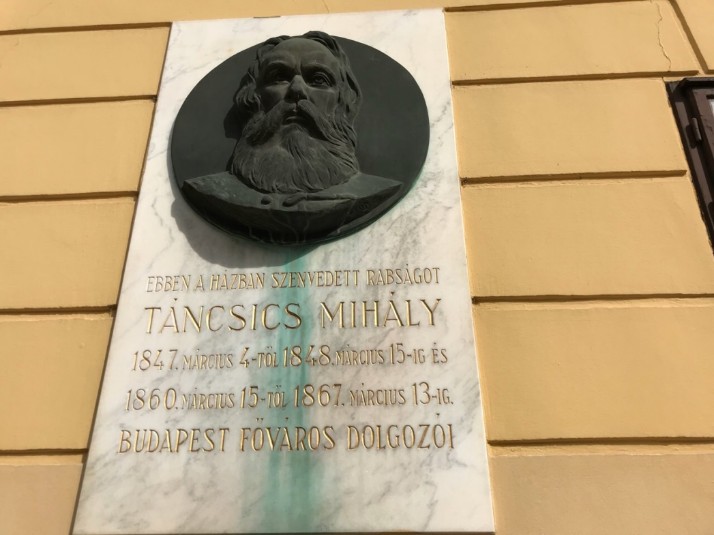 EBBEN A HÁZBAN SZENVEDETT RABSÁGOT
TÁNCSICS MIHÁLY
1847. MÁRCIUS 4-TŐL 1848. MÁRCIUS 15-IG ÉS
1860. MÁRCIUS 15-TŐL 1867. MÁRCIUS 13-IG.
BUDAPEST FŐVÁROS DOLGOZÓI